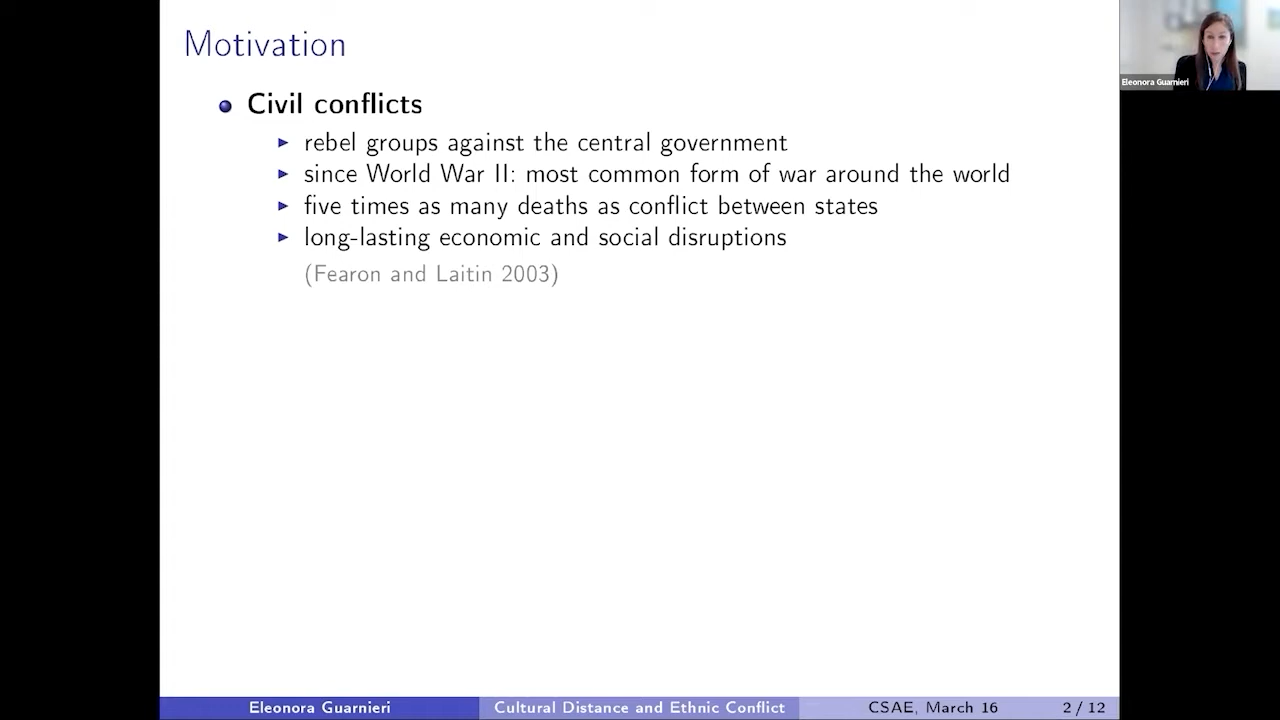 Motivation
Civil conflicts
rebel groups against the central government
since World War II: most common form of war around the world
five times as many deaths as conflict between states
long-lasting economic and social disruptions
(Fearon and Laitin 2003)
Eleonora Guarnieri
Eleonora Guarnieri Cultural Distance and Ethnic Conflict CSAE, March 16 2 / 12